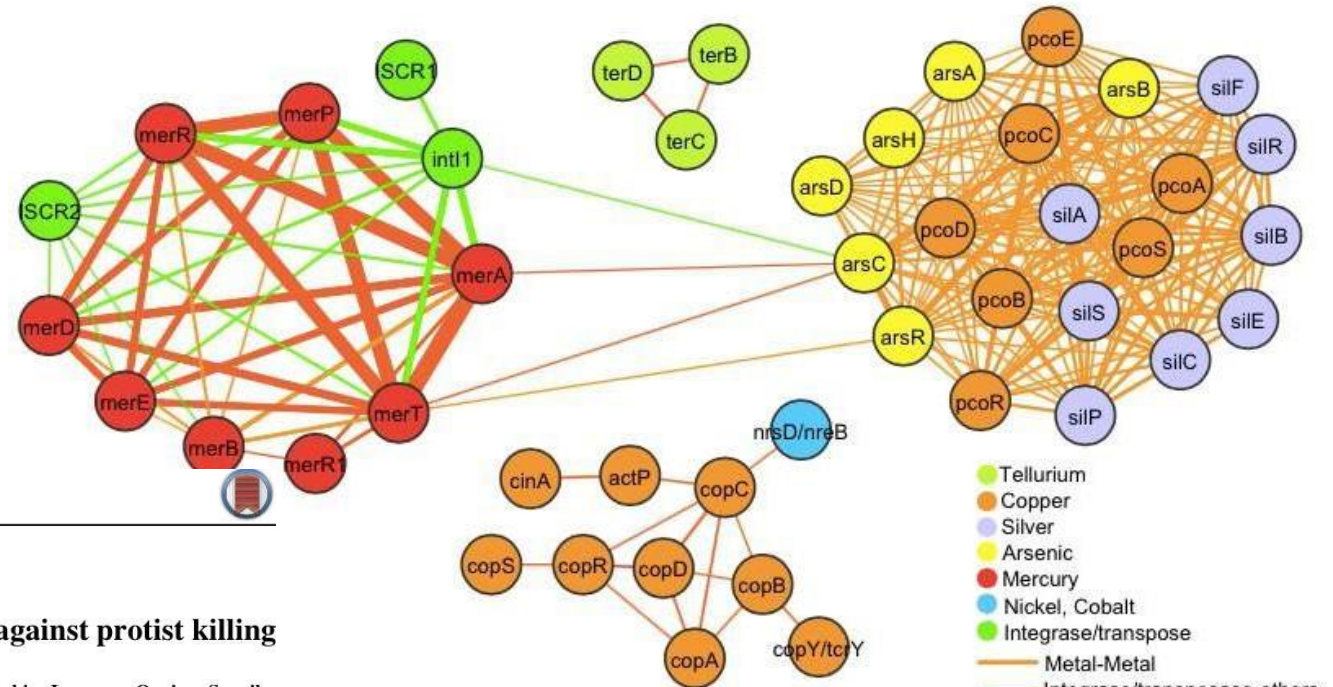 pcoE
terB
SCR1
terD
arsA
arsB
silF
merP
merR
pcoC
arsH
terC
silR
intI1
arsD
pcoA
SCR2
silA
pcoD
silB
pcoS
arsC
merA
pcoB
silS
silE
merD
arsR
silC
merE
pcoR
merT
silP
nrsD/nreB
merB
merR1
cinA
actP
copC
Tellurium
Copper
Silver
Arsenic
copS
copR
copD
Mercury
copB
Nickel, Cobalt
Integrase/transpose
against protist killing
copY/tcrY
copA
Metal-Metal